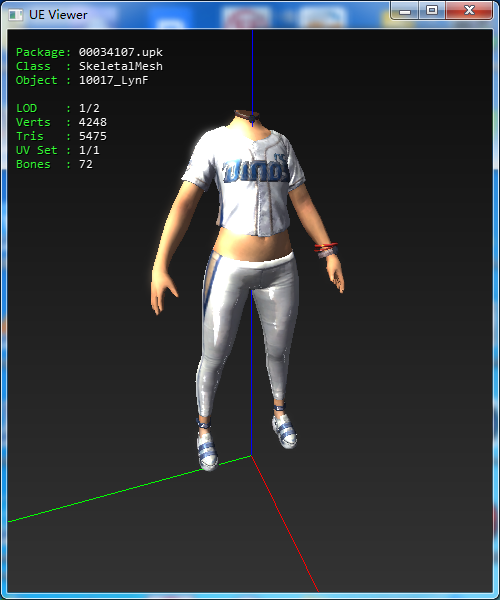 UE Viewer
Package: 00034107.upk
Class : SkeletalMesh
Object : 10017_LynF
LOD : 1/2
Verts : 4248
Tris : 5475
UV Set : 1/1
Bones : 72
NC
Dinos